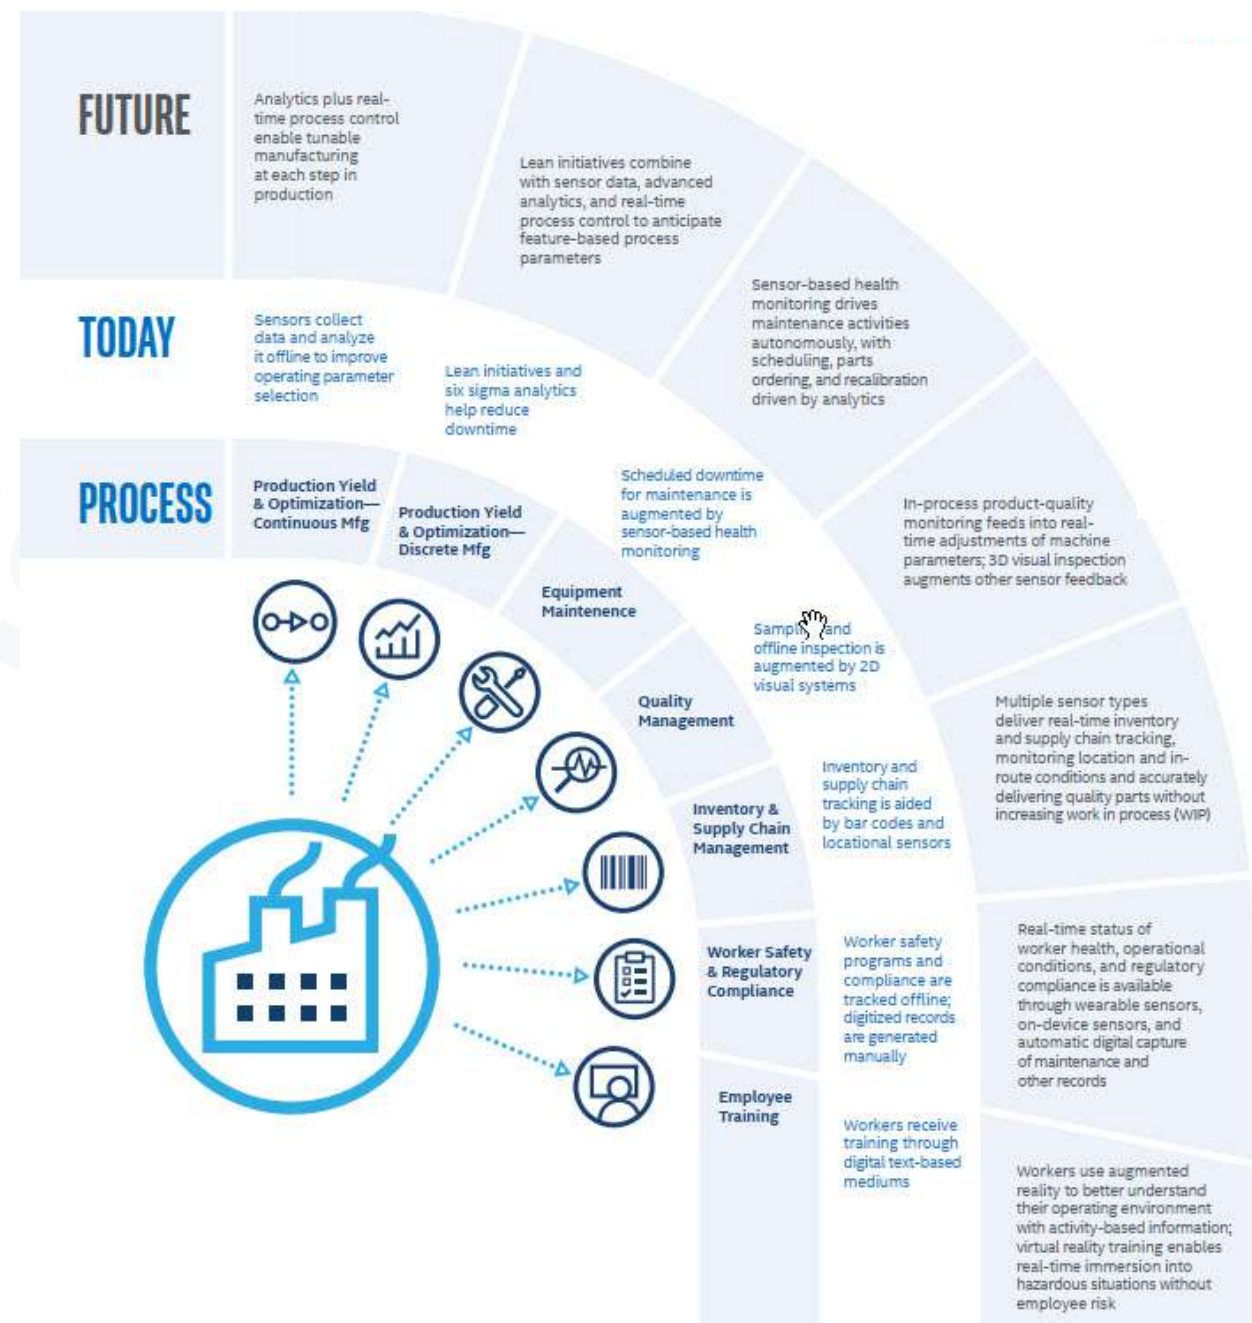 FUTURE
Analytics plus real-
time process control
enable tunable
manufacturing
at each step in
production
Lean initiatives combine
with sensor data, advanced
analytics, and real-time
process control to anticipate
feature-based process
parameters
Sensor-based health
monitoring drives
maintenance activities
autonomously, with
scheduling, parts
ordering, and recalibration
driven by analytics
In-process product-quality
monitoring feeds into real-
time adjustments of machine
parameters; 3D visual inspection
augments other sensor feedback
Multiple sensor types
deliver real-time inventory
and supply chain tracking,
monitoring location and in-
route conditions and accurately
delivering quality parts without
increasing work in process (WIP)
Real-time status of
worker health, operational
conditions, and regulatory
compliance is available
through wearable sensors,
on-device sensors, and
automatic digital capture
of maintenance and
other records
Workers use augmented
reality to better understand
their operating environment
with activity-based information;
virtual reality training enables
real-time immersion into
hazardous situations without
employee risk
TODAY
Sensors collect
data and analyze
it offline to improve
operating parameter
selection
Lean initiatives and
six sigma analytics
help reduce
downtime
Scheduled downtime
for maintenance is
augmented by
sensor-based health
monitoring
and
offline inspection is
augmented by 2D
visual systems
Inventory and
supply chain
tracking is aided
by bar codes and
locational sensors
Worker safety
programs and
compliance are
tracked offline;
digitized records
are generated
manually
Workers receive
training through
digital text-based
mediums
PROCESS
Production Yield
& Optimization—
Continuous Mfg
Production Yield
& Optimization—
Discrete Mfg
Equipment
Maintenence
Quality
Management
Inventory &
Supply Chain
Management
Worker Safety
& Regulatory
Compliance
Employee
Training